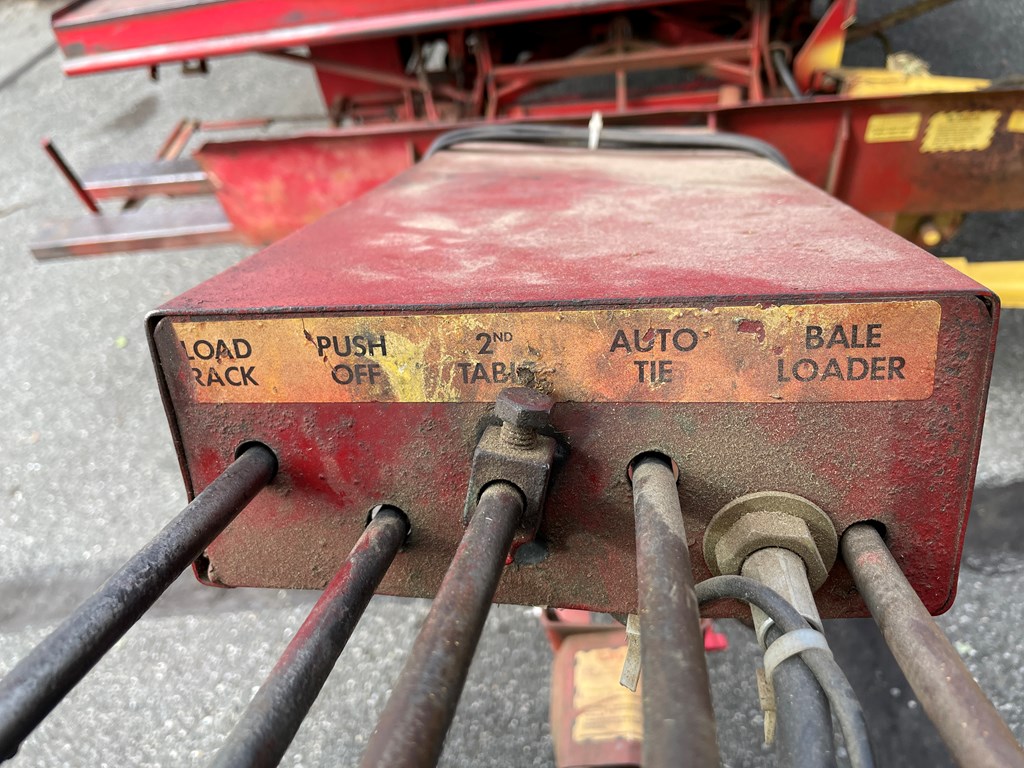 LOAD RACK
PUSH OFF
2ND TABLE
AUTO TIE
BALE LOADER